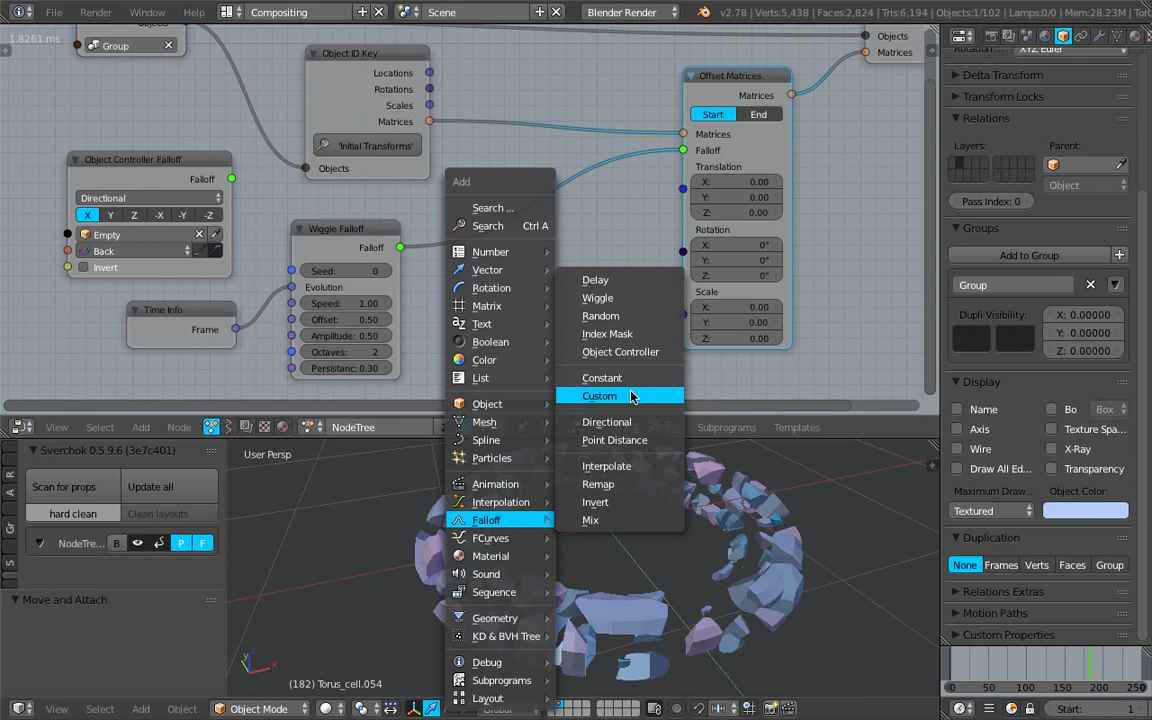 File Render Window Help Compositing Scene Blender Render v2.78 | Verts:5,438 | Faces:2,824 | Tris:6,194 | Objects:1/102 | Lamps:0/0 | Mem:28.23M |
1.8261 ms
Objects
Group
Object ID Key
Locations
Rotations
Scales
Matrices
'Initial Transforms'
Objects
Object Controller Falloff
Falloff
Directional
X Y Z -X -Y -Z
Empty
Back
Invert
Time Info
Frame
Wiggle Falloff
Falloff
Seed: 0
Evolution
Speed: 1.00
Offset: 0.50
Amplitude: 0.50
Octaves: 2
Persistanc: 0.30
Objects
Matrices
Offset Matrices
Matrices
Start End
Matrices
Falloff
Translation
X: 0.00
Y: 0.00
Z: 0.00
Rotation
X: 0°
Y: 0°
Z: 0°
Scale
X: 0.00
Y: 0.00
Z: 0.00
Add
Search ...
Search Ctrl A
Number
Vector
Rotation
Matrix
Text
Boolean
Color
List
Object
Mesh
Spline
Particles
Animation
Interpolation
Falloff
FCurves
Material
Sound
Sequence
Geometry
KD & BVH Tree
Debug
Subprograms
Layout
Delay
Wiggle
Random
Index Mask
Object Controller
Constant
Custom
Directional
Point Distance
Interpolate
Remap
Invert
Mix
View Select Add Node NodeTree 2 Subprograms Templates
Sverchok 0.5.9.6 (3e7c401)
Scan for props Update all
hard clean Clean layouts
NodeTre... B P F
Move and Attach
User Persp
(182) Torus_cell.054
View Select Add Object Object Mode Global
XYZ Euler
Delta Transform
Transform Locks
Relations
Layers: Parent:
Object
Pass Index: 0
Groups
Add to Group
Group
Dupli Visibility:
X: 0.00000
Y: 0.00000
Z: 0.00000
Display
Name Bo Box
Axis Texture Spa...
Wire X-Ray
Draw All Ed... Transparency
Maximum Draw... Object Color:
Textured
Duplication
None Frames Verts Faces Group
Relations Extras
Motion Paths
Custom Properties
0 50 100 150 200 250
Start: 1